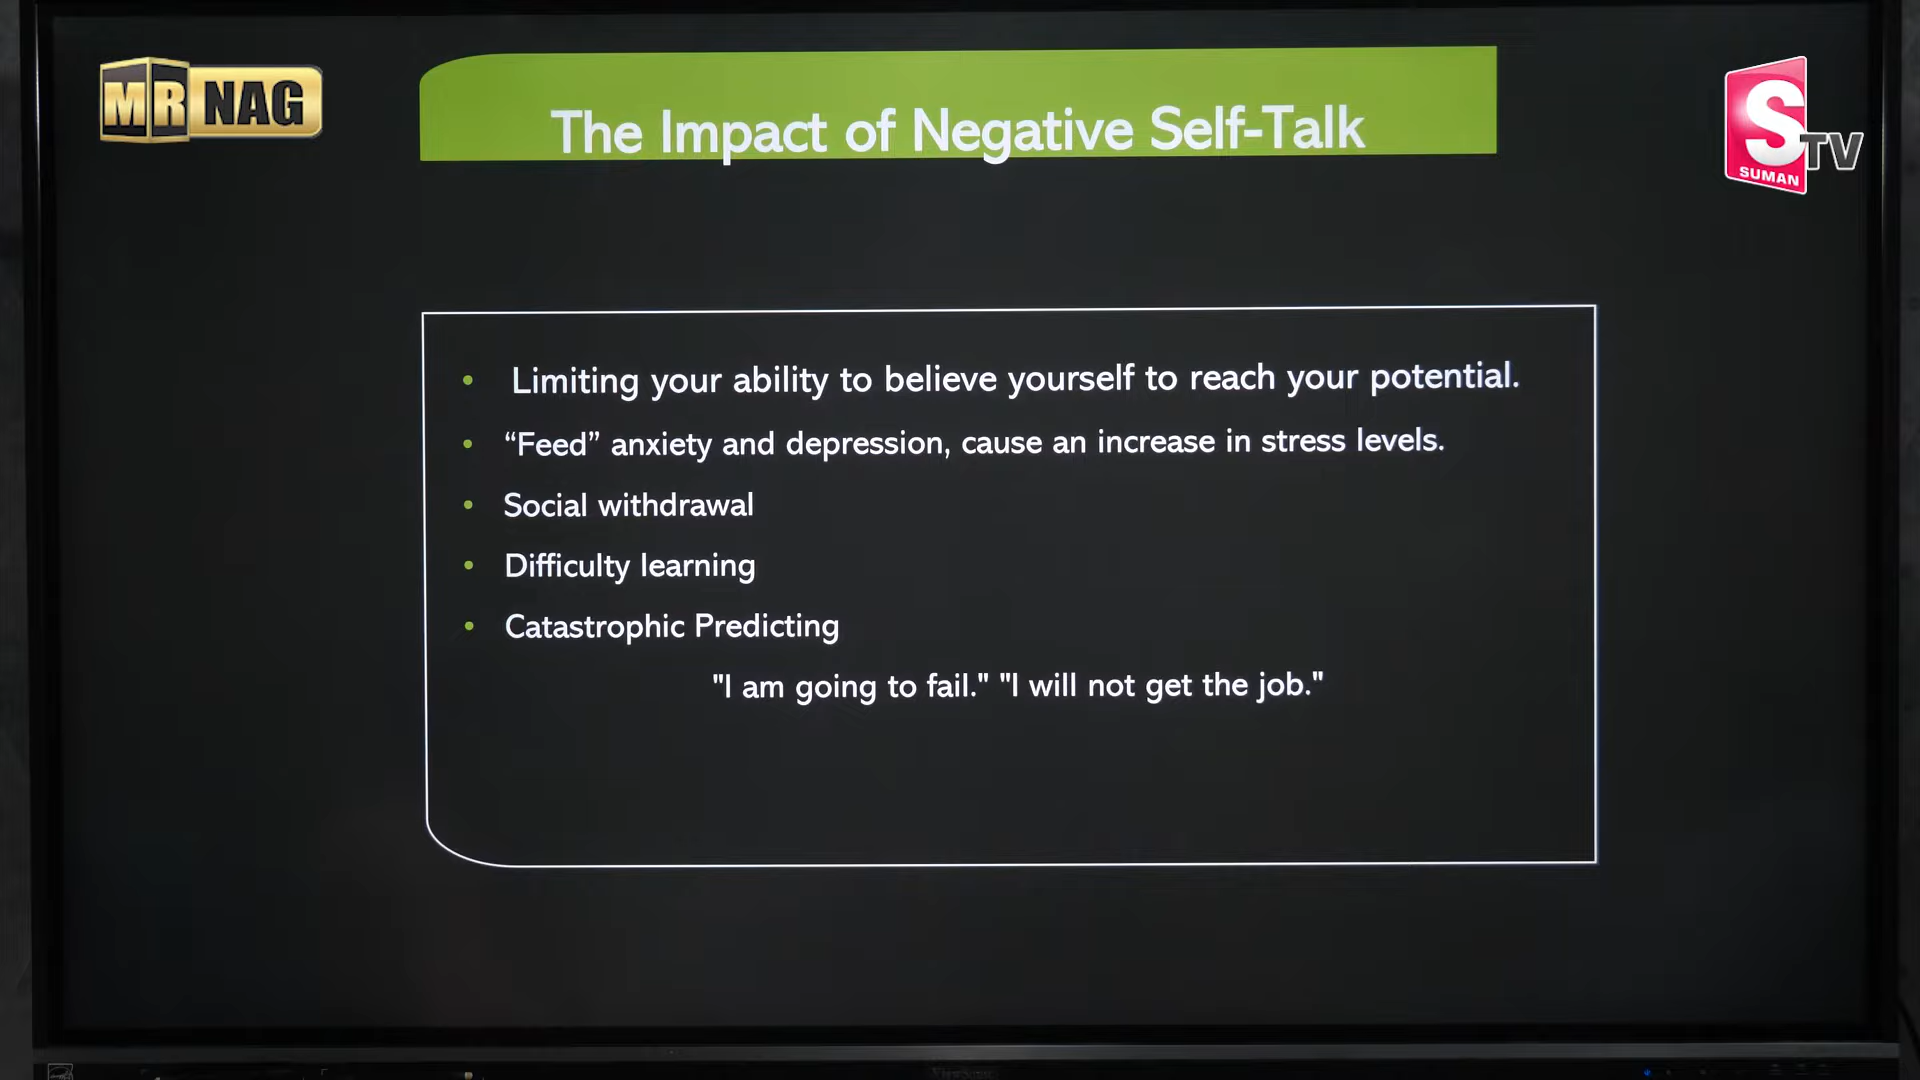 MR NAG
The Impact of Negative Self-Talk
S
TV
SUMAN
• Limiting your ability to believe yourself to reach your potential.
• “Feed” anxiety and depression, cause an increase in stress levels.
• Social withdrawal
• Difficulty learning
• Catastrophic Predicting
"I am going to fail." "I will not get the job."
ViewSonic